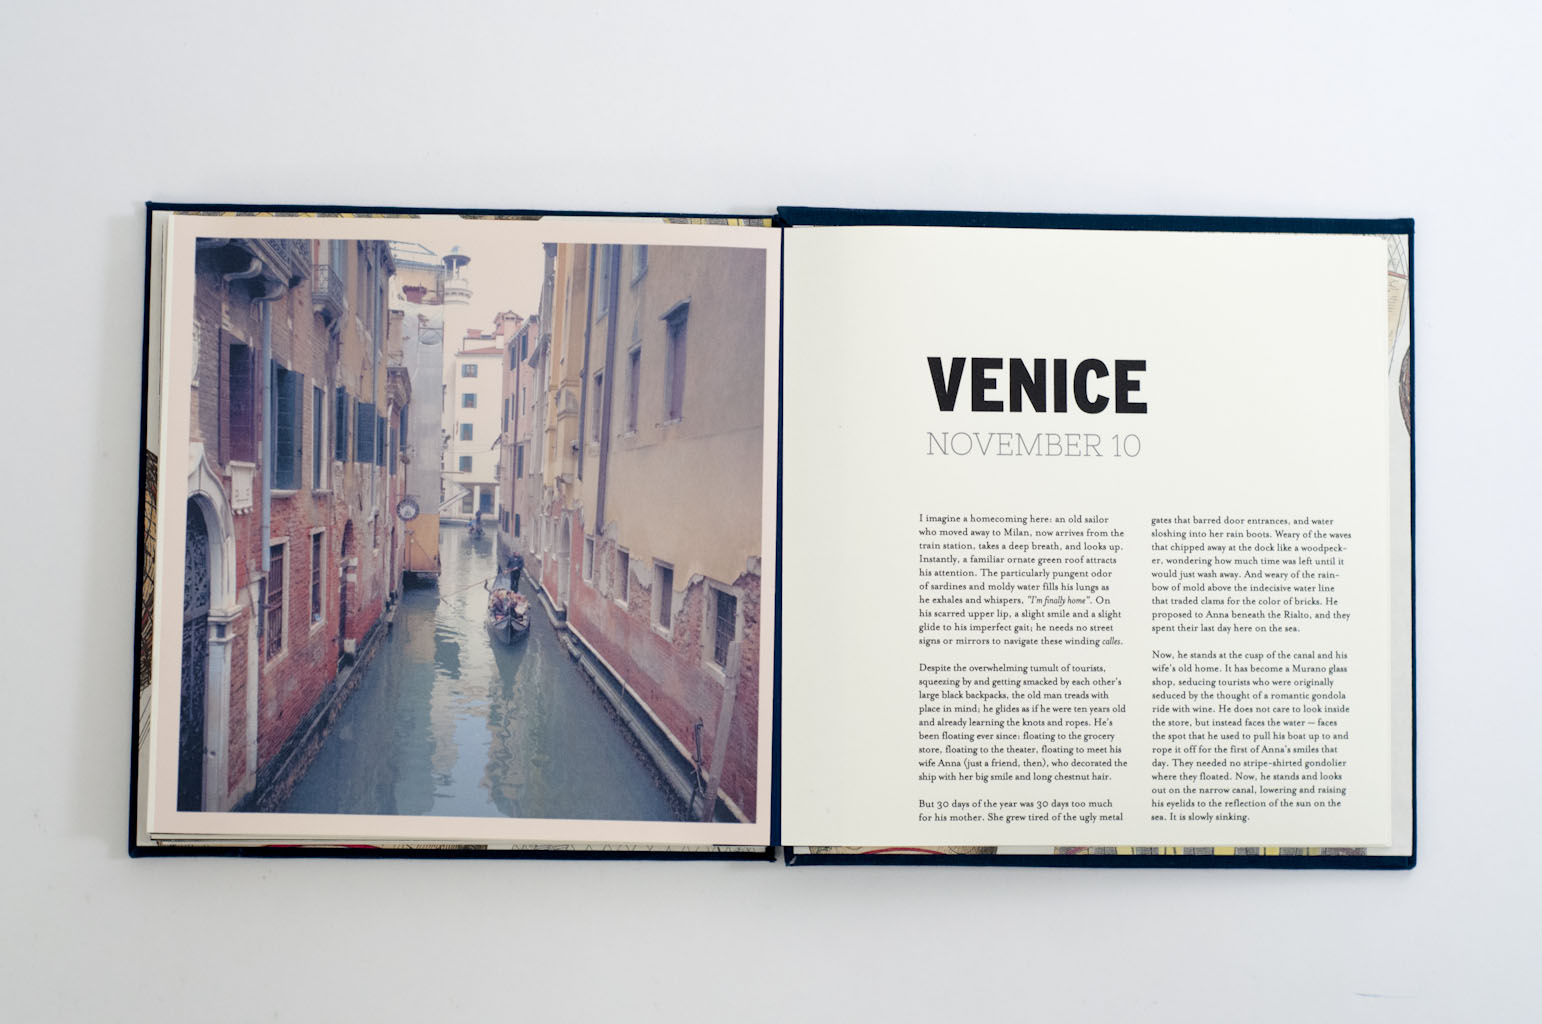 VENICE
NOVEMBER 10
I imagine a homecoming here: an old sailor
who moved away to Milan, now arrives from the
train station, takes a deep breath, and looks up.
Instantly, a familiar ornate green roof attracts
his attention. The particularly pungent odor
of sardines and moldy water fills his lungs as
he exhales and whispers, "I'm finally home". On
his scarred upper lip, a slight smile and a slight
glide to his imperfect gait; he needs no street
signs or mirrors to navigate these winding calles.
Despite the overwhelming tumult of tourists,
squeezing by and getting smacked by each other's
large black backpacks, the old man treads with
place in mind; he glides as if he were ten years old
and already learning the knots and ropes. He's
been floating ever since: floating to the grocery
store, floating to the theater, floating to meet his
wife Anna (just a friend, then), who decorated the
ship with her big smile and long chestnut hair.
But 30 days of the year was 30 days too much
for his mother. She grew tired of the ugly metal
gates that barred door entrances, and water
sloshing into her rain boots. Weary of the waves
that chipped away at the dock like a woodpeck-
er, wondering how much time was left until it
would just wash away. And weary of the rain-
bow of mold above the indecisive water line
that traded clams for the color of bricks. He
proposed to Anna beneath the Rialto, and they
spent their last day here on the sea.
Now, he stands at the cusp of the canal and his
wife's old home. It has become a Murano glass
shop, seducing tourists who were originally
seduced by the thought of a romantic gondola
ride with wine. He does not care to look inside
the store, but instead faces the water — faces
the spot that he used to pull his boat up to and
rope it off for the first of Anna's smiles that
day. They needed no stripe-shirted gondolier
where they floated. Now, he stands and looks
out on the narrow canal, lowering and raising
his eyelids to the reflection of the sun on the
sea. It is slowly sinking.